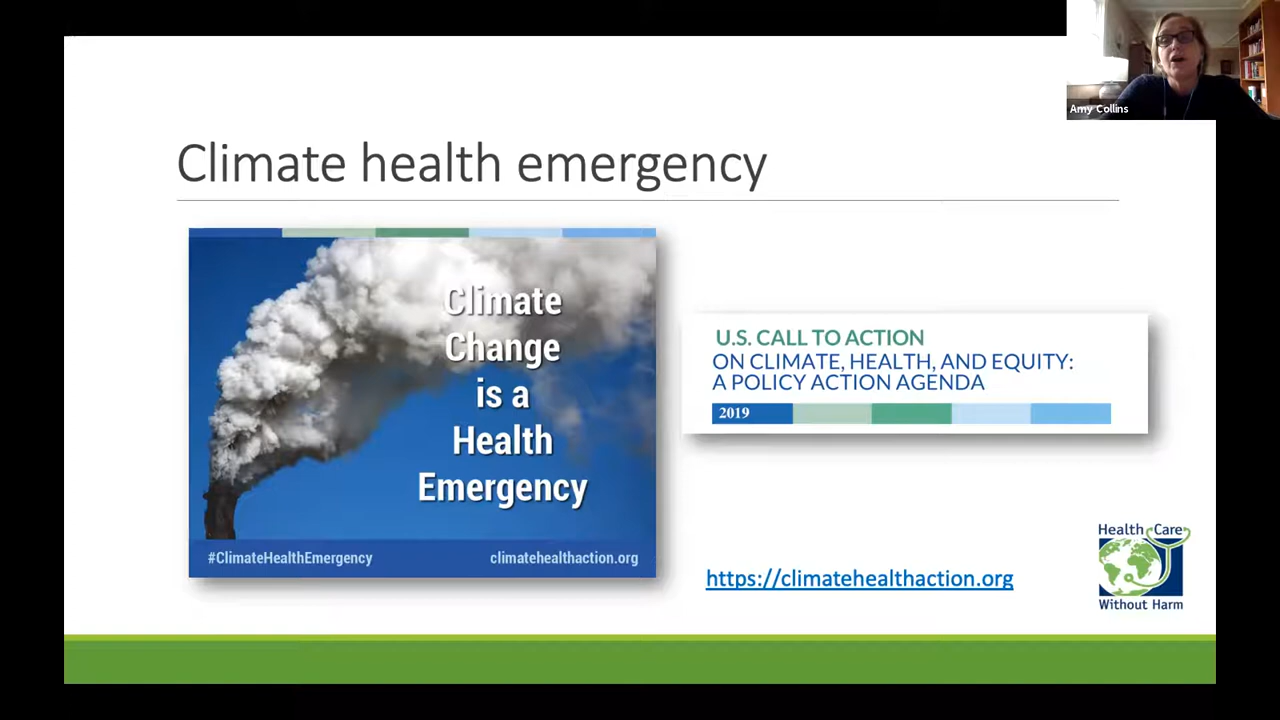 Amy Collins
Climate health emergency
Climate
Change
is a
Health
Emergency
#ClimateHealthEmergency climatehealthaction.org
U.S. CALL TO ACTION
ON CLIMATE, HEALTH, AND EQUITY:
A POLICY ACTION AGENDA
2019
https://climatehealthaction.org
Health Care
Without Harm